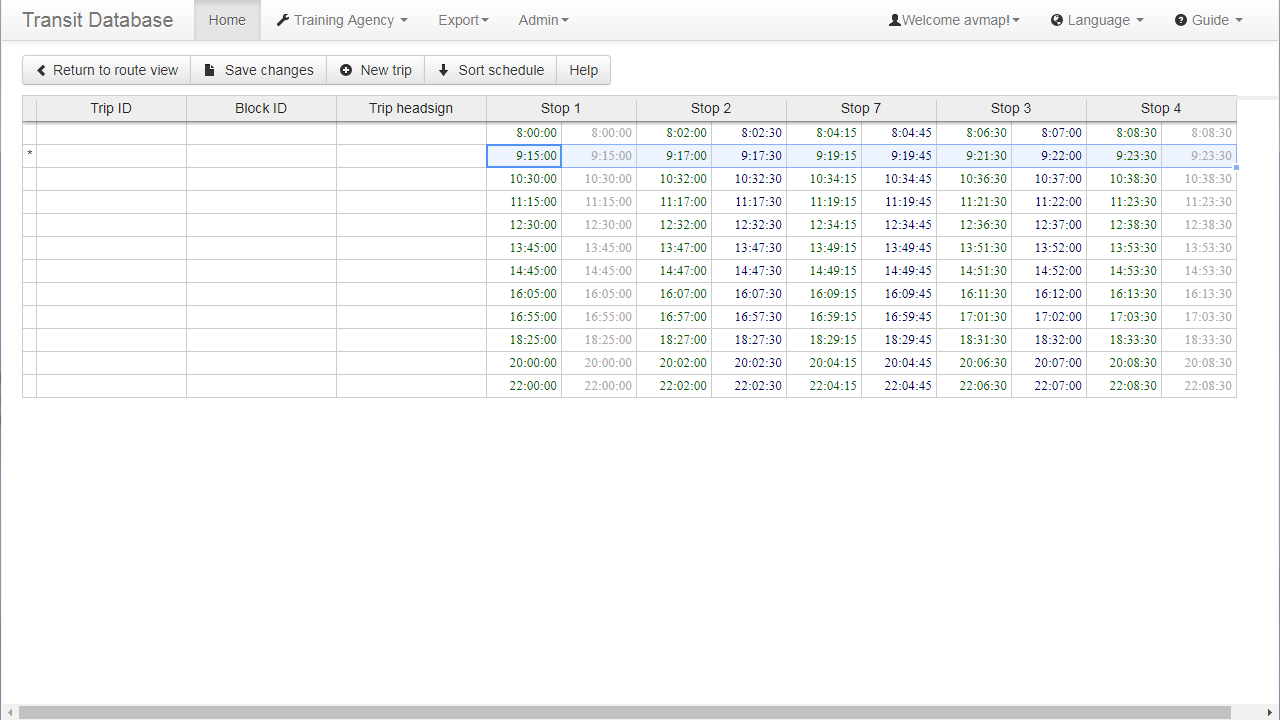 Transit Database Home Training Agency Export Admin Welcome avmap! Language Guide
Return to route view Save changes New trip Sort schedule Help
Trip ID Block ID Trip headsign Stop 1 Stop 2 Stop 7 Stop 3 Stop 4
8:00:00 8:00:00 8:02:00 8:02:30 8:04:15 8:04:45 8:06:30 8:07:00 8:08:30 8:08:30
* 9:15:00 9:15:00 9:17:00 9:17:30 9:19:15 9:19:45 9:21:30 9:22:00 9:23:30 9:23:30
10:30:00 10:30:00 10:32:00 10:32:30 10:34:15 10:34:45 10:36:30 10:37:00 10:38:30 10:38:30
11:15:00 11:15:00 11:17:00 11:17:30 11:19:15 11:19:45 11:21:30 11:22:00 11:23:30 11:23:30
12:30:00 12:30:00 12:32:00 12:32:30 12:34:15 12:34:45 12:36:30 12:37:00 12:38:30 12:38:30
13:45:00 13:45:00 13:47:00 13:47:30 13:49:15 13:49:45 13:51:30 13:52:00 13:53:30 13:53:30
14:45:00 14:45:00 14:47:00 14:47:30 14:49:15 14:49:45 14:51:30 14:52:00 14:53:30 14:53:30
16:05:00 16:05:00 16:07:00 16:07:30 16:09:15 16:09:45 16:11:30 16:12:00 16:13:30 16:13:30
16:55:00 16:55:00 16:57:00 16:57:30 16:59:15 16:59:45 17:01:30 17:02:00 17:03:30 17:03:30
18:25:00 18:25:00 18:27:00 18:27:30 18:29:15 18:29:45 18:31:30 18:32:00 18:33:30 18:33:30
20:00:00 20:00:00 20:02:00 20:02:30 20:04:15 20:04:45 20:06:30 20:07:00 20:08:30 20:08:30
22:00:00 22:00:00 22:02:00 22:02:30 22:04:15 22:04:45 22:06:30 22:07:00 22:08:30 22:08:30